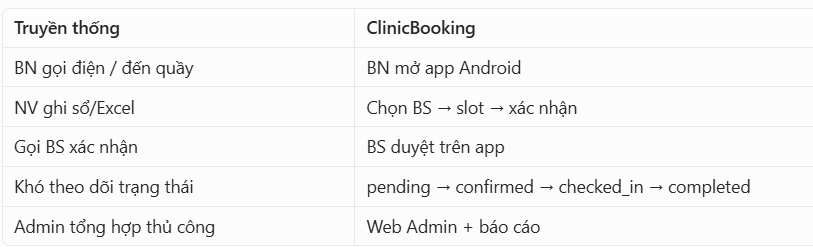 Truyền thống ClinicBooking
BN gọi điện / đến quầy BN mở app Android
NV ghi sổ/Excel Chọn BS → slot → xác nhận
Gọi BS xác nhận BS duyệt trên app
Khó theo dõi trạng thái pending → confirmed → checked_in → completed
Admin tổng hợp thủ công Web Admin + báo cáo